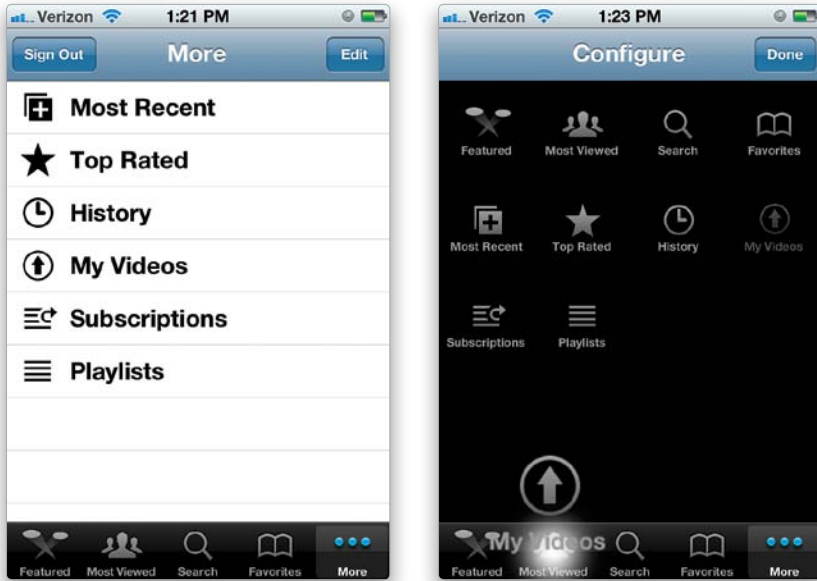 Verizon 1:21 PM
Sign Out More Edit
Most Recent
Top Rated
History
My Videos
Subscriptions
Playlists
Featured Most Viewed Search Favorites More
Verizon 1:23 PM
Configure Done
Featured Most Viewed Search Favorites
Most Recent Top Rated History My Videos
Subscriptions Playlists
My Videos
Featured Most Viewed Search Favorites More